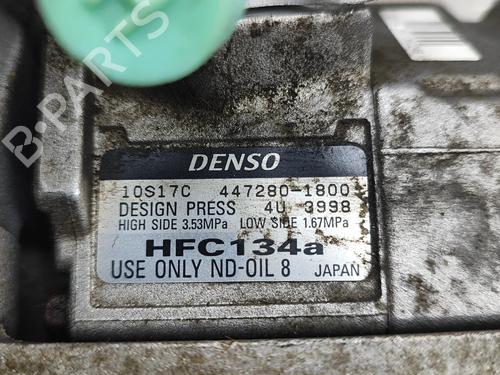 B-PARTS
DENSO
10S17C 447280-1800
DESIGN PRESS 4U 3998
HIGH SIDE 3.53MPa LOW SIDE 1.67MPa
HFC134a
USE ONLY ND-OIL 8 JAPAN